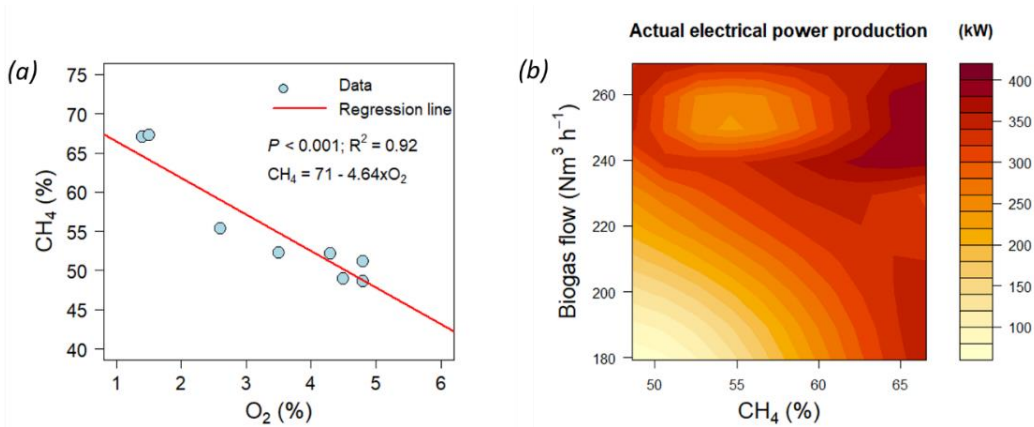 (a)
75
70
65
60
55
50
45
40
CH₄ (%)
1 2 3 4 5 6
O₂ (%)
Data
Regression line
P < 0.001; R² = 0.92
CH₄ = 71 - 4.64xO₂
(b)
Actual electrical power production
(kW)
260
240
220
200
180
Biogas flow (Nm³ h⁻¹)
50 55 60 65
CH₄ (%)
400
350
300
250
200
150
100